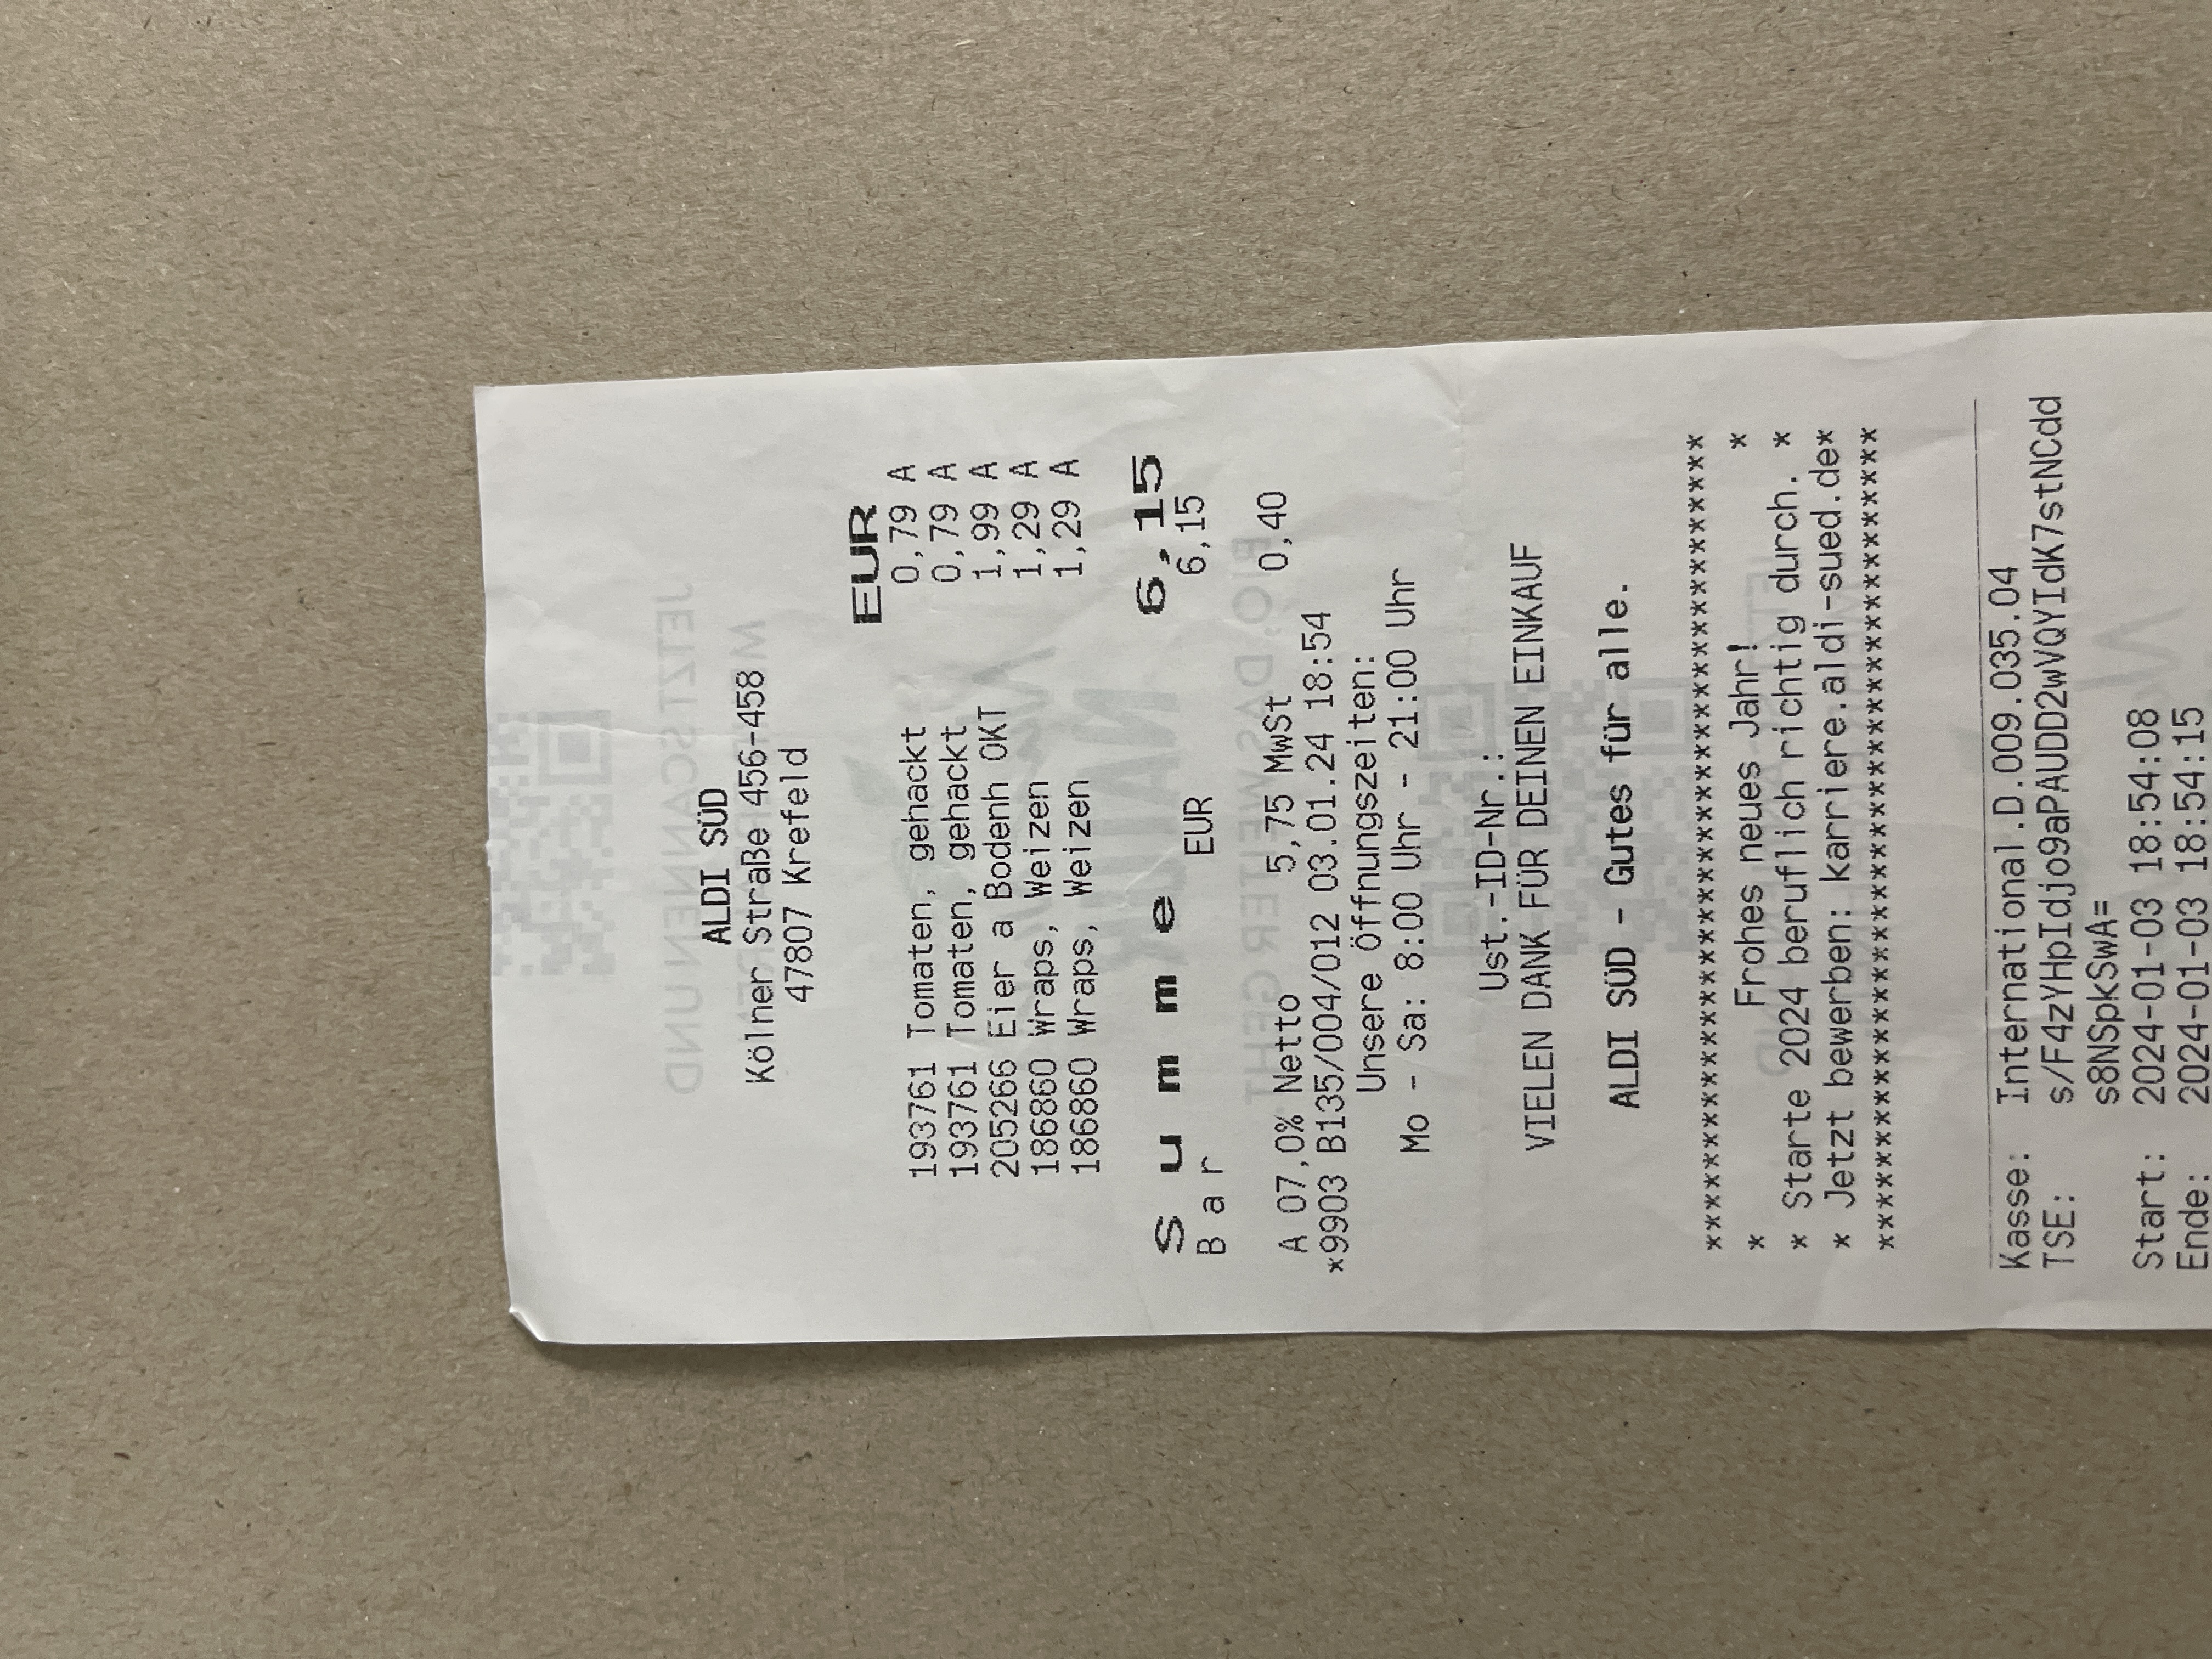 ALDI SÜD
Kölner Straße 456-458
47807 Krefeld
EUR
193761 Tomaten, gehackt 0,79 A
193761 Tomaten, gehackt 0,79 A
205266 Eier a Bodenh OKT 1,99 A
186860 Wraps, Weizen 1,29 A
186860 Wraps, Weizen 1,29 A
Summe 6,15
Bar EUR 6,15
A 07,0% Netto 5,75 MwSt 0,40
*9903 B135/004/012 03.01.24 18:54
Unsere Öffnungszeiten:
Mo - Sa: 8:00 Uhr - 21:00 Uhr
Ust.-ID-Nr.:
VIELEN DANK FÜR DEINEN EINKAUF
ALDI SÜD - Gutes für alle.
****************************************
* Frohes neues Jahr! *
* Starte 2024 beruflich richtig durch. *
* Jetzt bewerben: karriere.aldi-sued.de*
****************************************
Kasse: International.D.009.035.04
TSE: s/F4zYHpIdjo9aPAUDD2wVQYIdK7stNCdd
s8NSpkSwA=
Start: 2024-01-03 18:54:08
Ende: 2024-01-03 18:54:15